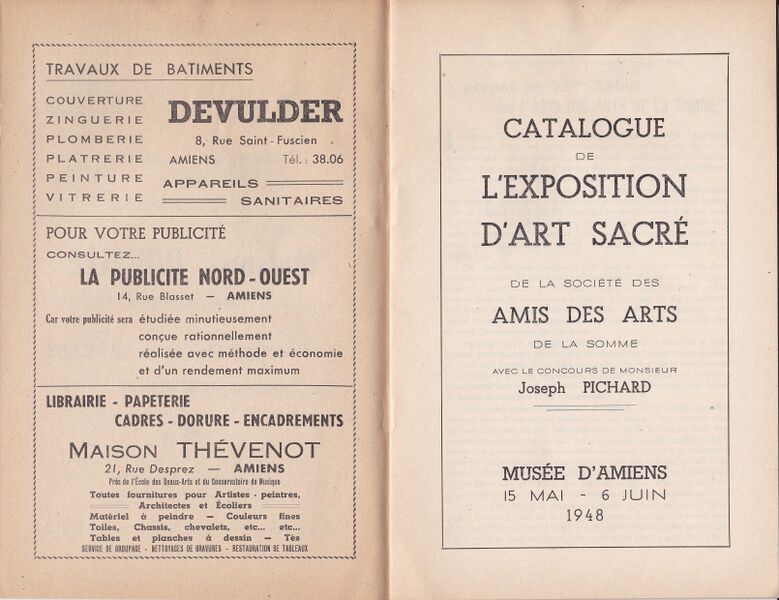 TRAVAUX DE BATIMENTS
COUVERTURE
ZINGUERIE
PLOMBERIE
PLATRERIE
PEINTURE
VITRERIE
DEVULDER
8, Rue Saint-Fuscien
AMIENS Tél. : 38.06
APPAREILS
SANITAIRES
POUR VOTRE PUBLICITÉ
CONSULTEZ...
LA PUBLICITE NORD-OUEST
14, Rue Blasset — AMIENS
Car votre publicité sera étudiée minutieusement
conçue rationnellement
réalisée avec méthode et économie
et d'un rendement maximum
LIBRAIRIE - PAPETERIE
CADRES - DORURE - ENCADREMENTS
MAISON THÉVENOT
21, Rue Desprez — AMIENS
Près de l'École des Beaux-Arts et du Conservatoire de Musique
Toutes fournitures pour Artistes-peintres,
Architectes et Écoliers
Matériel à peindre — Couleurs fines
Toiles, Chassis, chevalets, etc... etc...
Tables et planches à dessin — Tès
SERVICE DE GROUPAGE - NETTOYAGES DE GRAVURES - RESTAURATION DE TABLEAUX
CATALOGUE
DE
L'EXPOSITION
D'ART SACRÉ
DE LA SOCIÉTÉ DES
AMIS DES ARTS
DE LA SOMME
AVEC LE CONCOURS DE MONSIEUR
Joseph PICHARD
MUSÉE D'AMIENS
15 MAI - 6 JUIN
1948